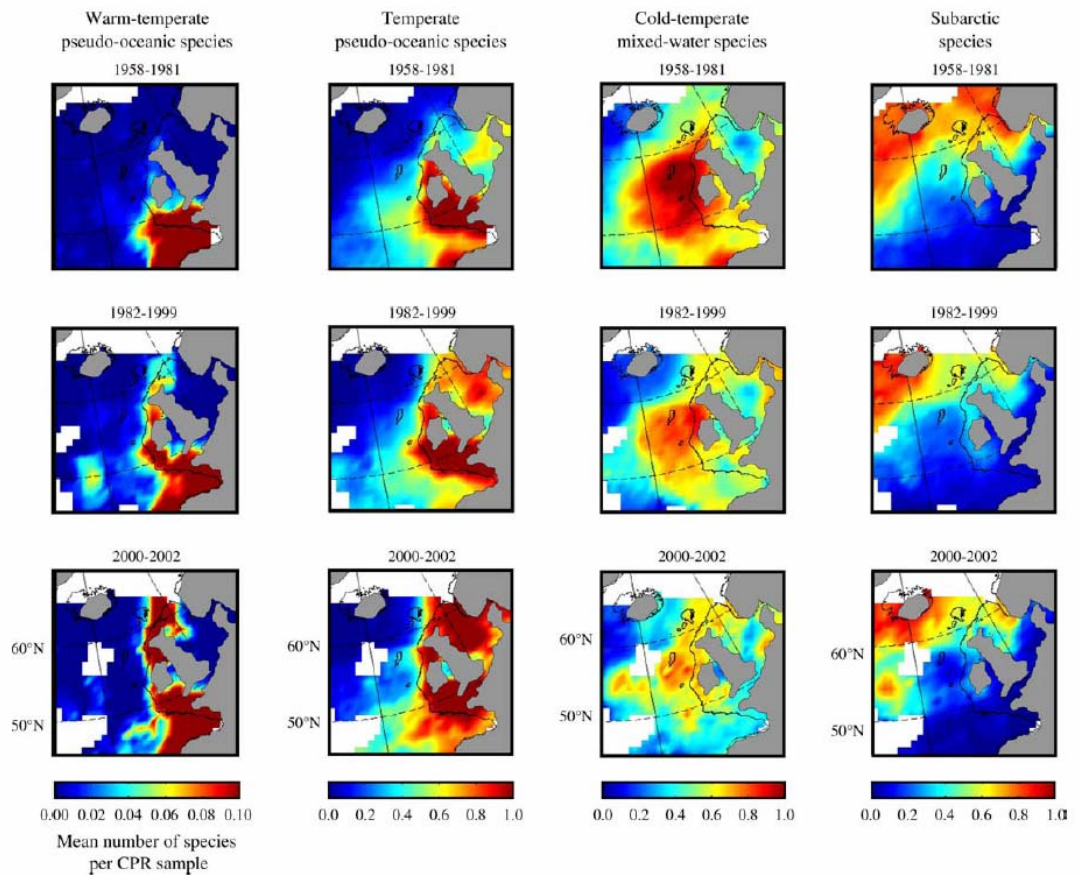 Warm-temperate
pseudo-oceanic species
Temperate
pseudo-oceanic species
Cold-temperate
mixed-water species
Subarctic
species
1958-1981
1958-1981
1958-1981
1958-1981
1982-1999
1982-1999
1982-1999
1982-1999
2000-2002
2000-2002
2000-2002
2000-2002
60°N
50°N
60°N
50°N
60°N
50°N
60°N
50°N
0.00 0.02 0.04 0.06 0.08 0.10
0.0 0.2 0.4 0.6 0.8 1.0
0.0 0.2 0.4 0.6 0.8 1.0
0.0 0.2 0.4 0.6 0.8 1.0
Mean number of species
per CPR sample